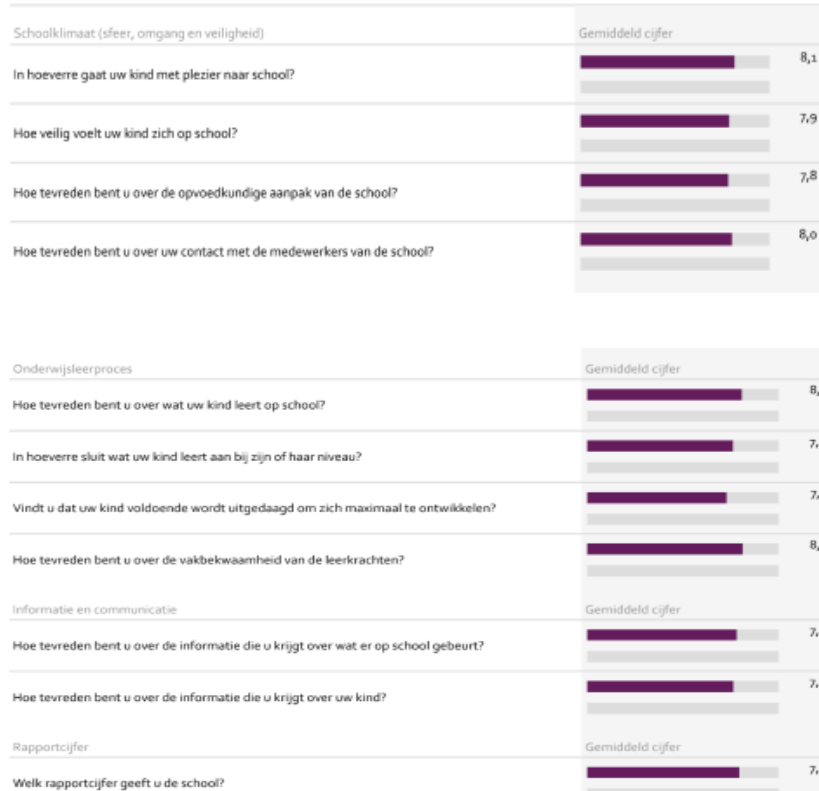 Schoolklimaat (sfeer, omgang en veiligheid) Gemiddeld cijfer
In hoeverre gaat uw kind met plezier naar school? 8,1
Hoe veilig voelt uw kind zich op school? 7,9
Hoe tevreden bent u over de opvoedkundige aanpak van de school? 7,8
Hoe tevreden bent u over uw contact met de medewerkers van de school? 8,0
Onderwijsleerproces Gemiddeld cijfer
Hoe tevreden bent u over wat uw kind leert op school? 8,
In hoeverre sluit wat uw kind leert aan bij zijn of haar niveau? 7,
Vindt u dat uw kind voldoende wordt uitgedaagd om zich maximaal te ontwikkelen? 7,
Hoe tevreden bent u over de vakbekwaamheid van de leerkrachten? 8,
Informatie en communicatie Gemiddeld cijfer
Hoe tevreden bent u over de informatie die u krijgt over wat er op school gebeurt? 7,
Hoe tevreden bent u over de informatie die u krijgt over uw kind? 7,
Rapportcijfer Gemiddeld cijfer
Welk rapportcijfer geeft u de school? 7,